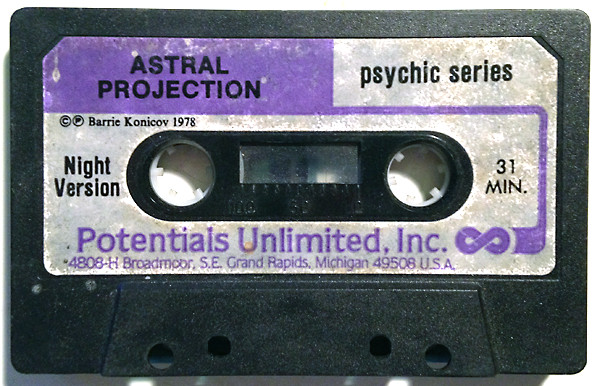 ASTRAL
PROJECTION
psychic series
©℗ Barrie Konicov 1978
Night
Version
31
MIN.
Potentials Unlimited, Inc.
4808-H Broadmoor, S.E. Grand Rapids, Michigan 49508 U.S.A.